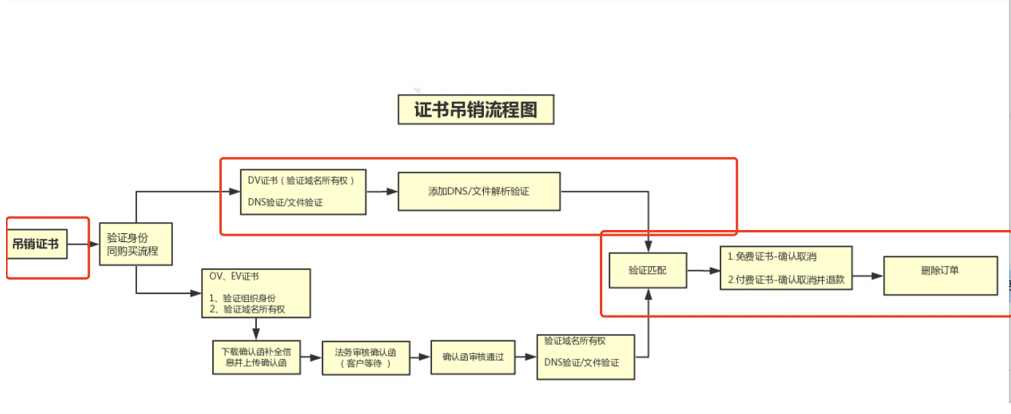 证书吊销流程图
吊销证书
验证身份
同购买流程
DV证书（验证域名所有权）
DNS验证/文件验证
添加DNS/文件解析验证
OV、EV证书
1、验证组织身份
2、验证域名所有权
下载确认函补全信
息并上传确认函
法务审核确认函
（客户等待 ）
确认函审核通过
验证域名所有权
DNS验证/文件验证
验证匹配
1.免费证书-确认取消
2.付费证书-确认取消并退款
删除订单